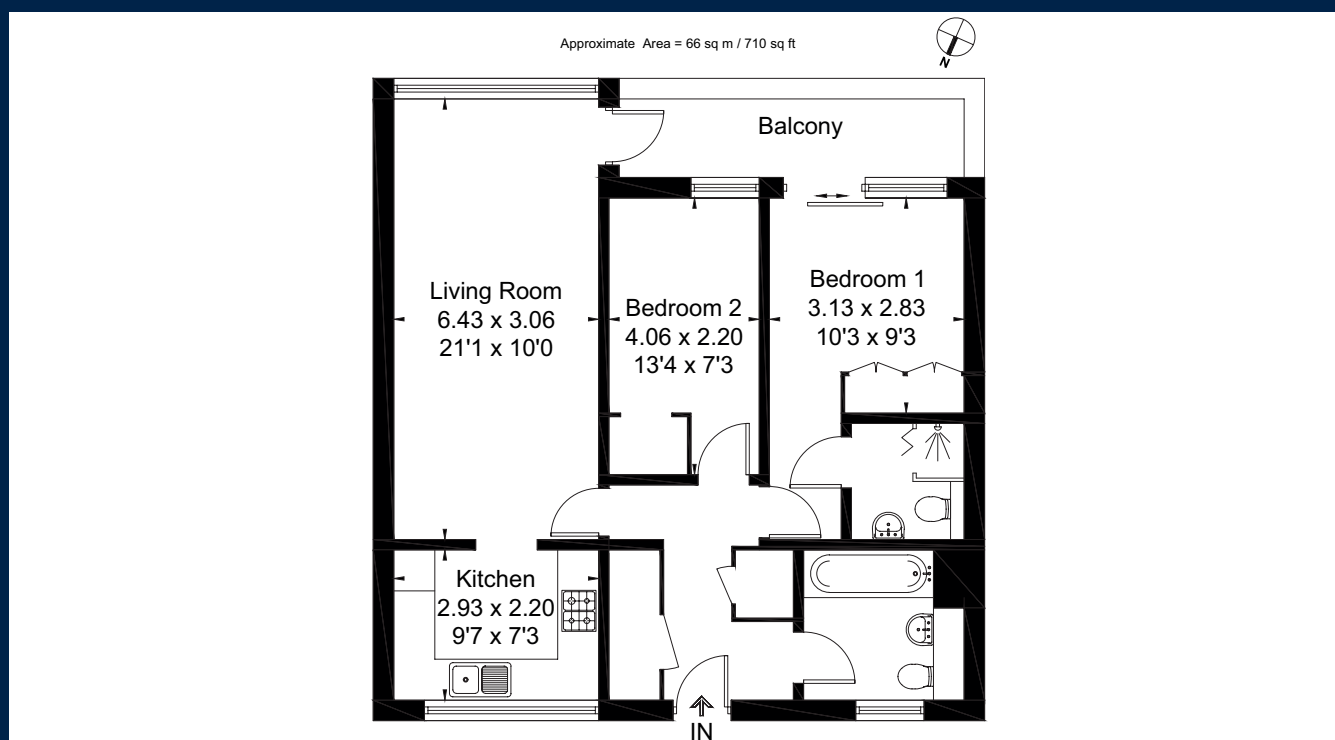 Approximate Area = 66 sq m / 710 sq ft
N
Balcony
Living Room
6.43 x 3.06
21'1 x 10'0
Bedroom 2
4.06 x 2.20
13'4 x 7'3
Bedroom 1
3.13 x 2.83
10'3 x 9'3
Kitchen
2.93 x 2.20
9'7 x 7'3
IN